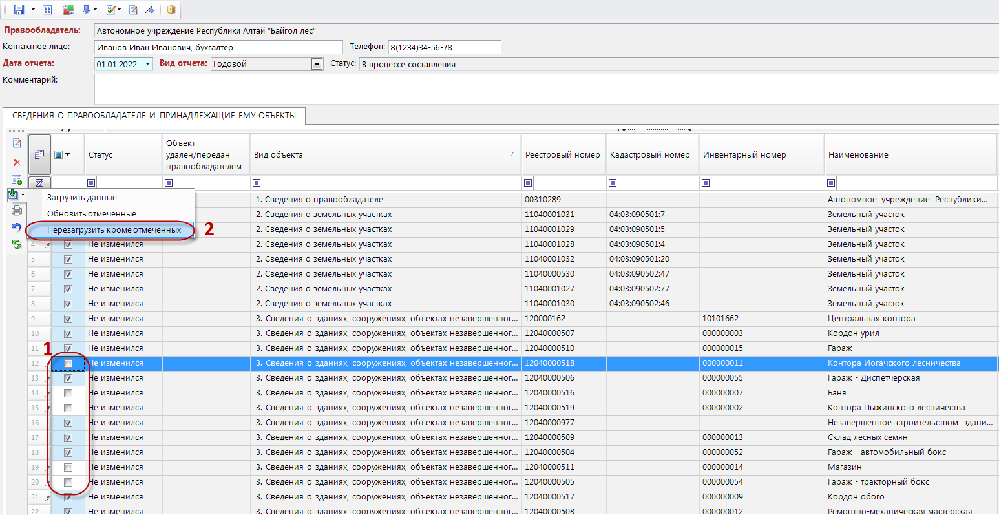 Правообладатель: Автономное учреждение Республики Алтай "Байгол лес"
Контактное лицо: Иванов Иван Иванович, бухгалтер Телефон: 8(1234)34-56-78
Дата отчета: 01.01.2022 Вид отчета: Годовой Статус: В процессе составления
Комментарий:
СВЕДЕНИЯ О ПРАВООБЛАДАТЕЛЕ И ПРИНАДЛЕЖАЩИЕ ЕМУ ОБЪЕКТЫ
Статус Объект удалён/передан правообладателем Вид объекта Реестровый номер Кадастровый номер Инвентарный номер Наименование
Загрузить данные
Обновить отмеченные
Перезагрузить кроме отмеченных 2
1. Сведения о правообладателе 00310289 Автономное учреждение Республики...
2. Сведения о земельных участках 11040001031 04:03:090501:7 Земельный участок
2. Сведения о земельных участках 11040001029 04:03:090501:5 Земельный участок
4 Не изменился 2. Сведения о земельных участках 11040001028 04:03:090501:4 Земельный участок
5 Не изменился 2. Сведения о земельных участках 11040001032 04:03:090501:20 Земельный участок
6 Не изменился 2. Сведения о земельных участках 11040000530 04:03:090502:47 Земельный участок
7 Не изменился 2. Сведения о земельных участках 11040001027 04:03:090502:77 Земельный участок
8 Не изменился 2. Сведения о земельных участках 11040001030 04:03:090502:46 Земельный участок
9 Не изменился 3. Сведения о зданиях, сооружениях, объектах незавершенног... 120000162 10101662 Центральная контора
10 Не изменился 3. Сведения о зданиях, сооружениях, объектах незавершенног... 12040000507 000000003 Кордон урил
11 Не изменился 3. Сведения о зданиях, сооружениях, объектах незавершенног... 12040000510 000000015 Гараж
1
12 Не изменился 3. Сведения о зданиях, сооружениях, объектах незавершенног... 12040000518 000000011 Контора Иогачского лесничества
13 Не изменился 3. Сведения о зданиях, сооружениях, объектах незавершенног... 12040000506 000000055 Гараж - Диспетчерская
14 Не изменился 3. Сведения о зданиях, сооружениях, объектах незавершенног... 12040000516 000000007 Баня
15 Не изменился 3. Сведения о зданиях, сооружениях, объектах незавершенног... 12040000519 000000002 Контора Пыжинского лесничества
16 Не изменился 3. Сведения о зданиях, сооружениях, объектах незавершенног... 12040000977 Незавершенное строительством здани...
17 Не изменился 3. Сведения о зданиях, сооружениях, объектах незавершенног... 12040000509 000000013 Склад лесных семян
18 Не изменился 3. Сведения о зданиях, сооружениях, объектах незавершенног... 12040000504 000000052 Гараж - автомобильный бокс
19 Не изменился 3. Сведения о зданиях, сооружениях, объектах незавершенног... 12040000511 000000014 Магазин
20 Не изменился 3. Сведения о зданиях, сооружениях, объектах незавершенног... 12040000505 000000054 Гараж - тракторный бокс
21 Не изменился 3. Сведения о зданиях, сооружениях, объектах незавершенног... 12040000517 000000009 Кордон обого
22 Не изменился 3. Сведения о зданиях, сооружениях, объектах незавершенног... 12040000508 000000012 Ремонтно-механическая мастерская